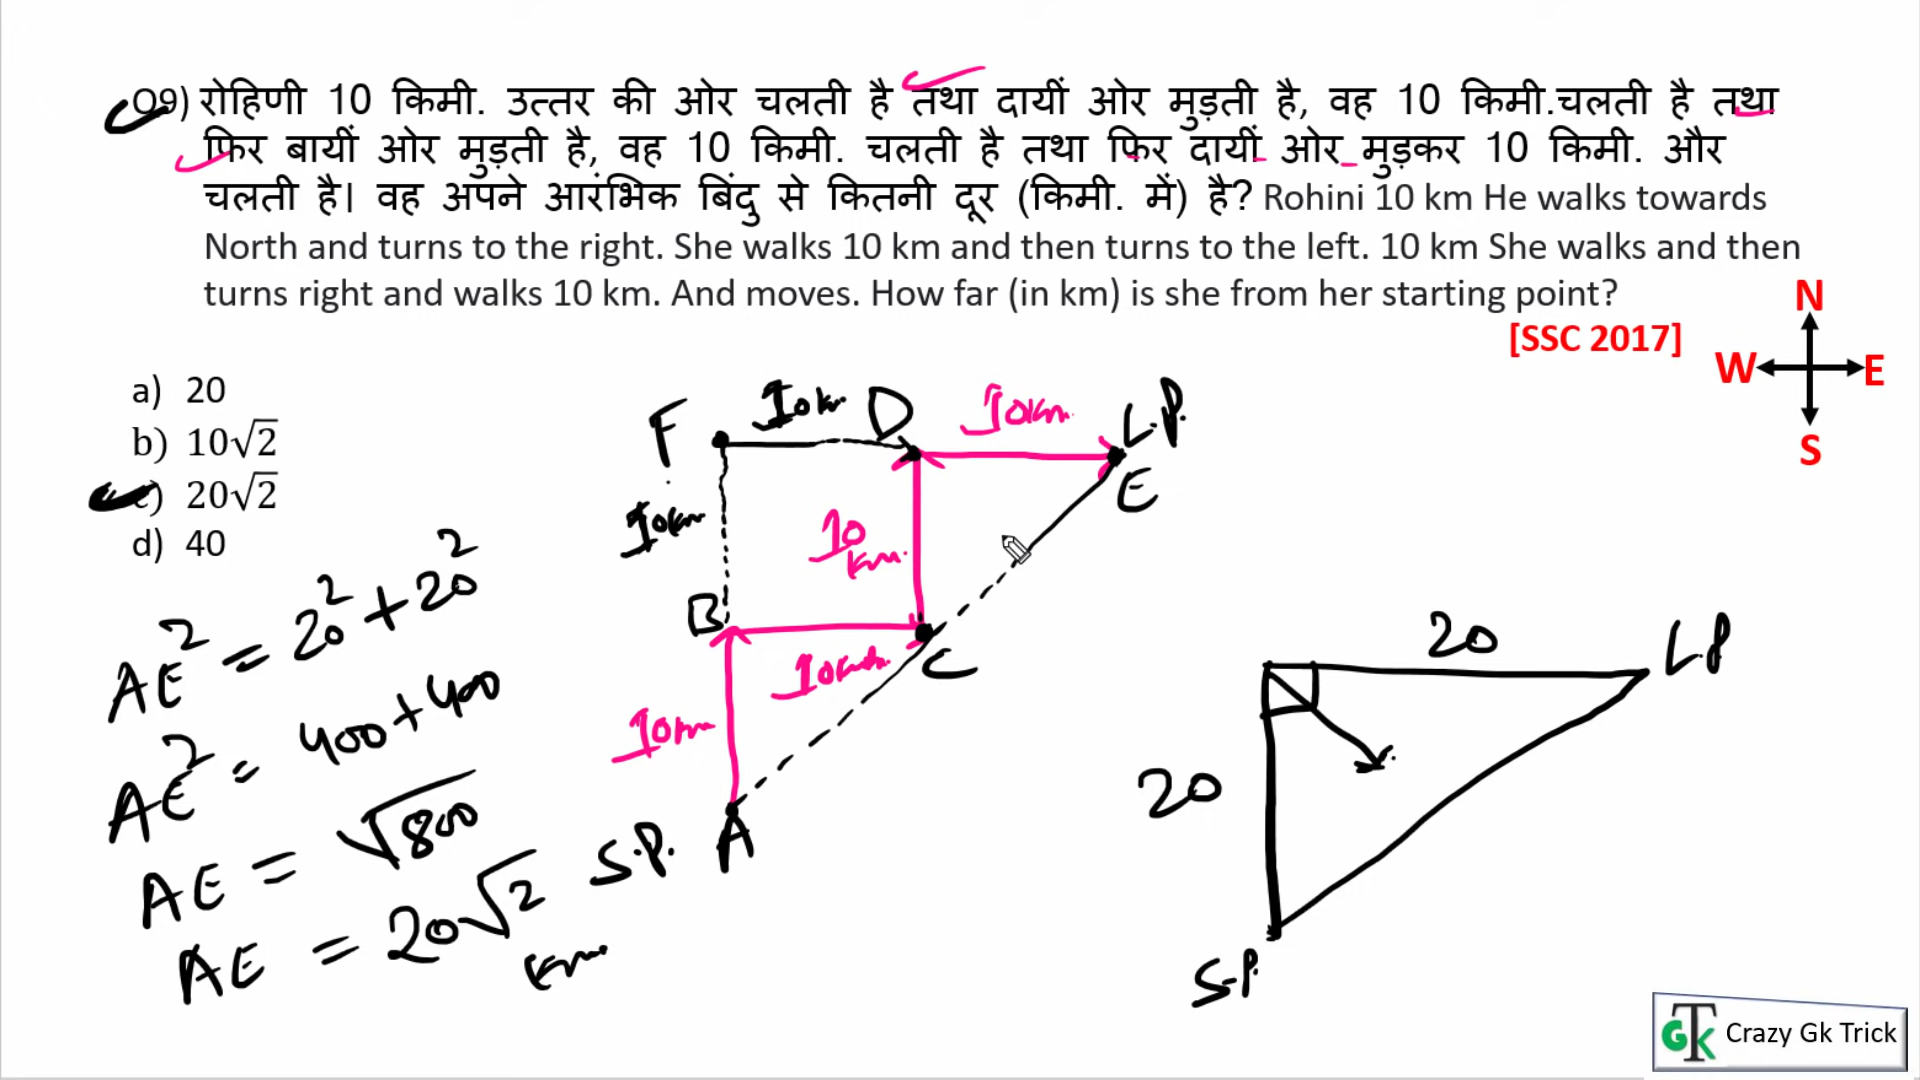 Q9) रोहिणी 10 किमी. उत्तर की ओर चलती है तथा दायीं ओर मुड़ती है, वह 10 किमी.चलती है तथा
फिर बायीं ओर मुड़ती है, वह 10 किमी. चलती है तथा फिर दायीं ओर मुड़कर 10 किमी. और
चलती है। वह अपने आरंभिक बिंदु से कितनी दूर (किमी. में) है? Rohini 10 km He walks towards
North and turns to the right. She walks 10 km and then turns to the left. 10 km She walks and then
turns right and walks 10 km. And moves. How far (in km) is she from her starting point?
[SSC 2017]
N
W E
S
a) 20
b) 10√2
c) 20√2
d) 40
F 10km D 10km L.P.
E
10km 10 km.
B 10km C
10km
S.P. A
AE² = 20² + 20²
AE² = 400 + 400
AE = √800
AE = 20√2 km
20 L.P
20
S.P.
GTK Crazy Gk Trick